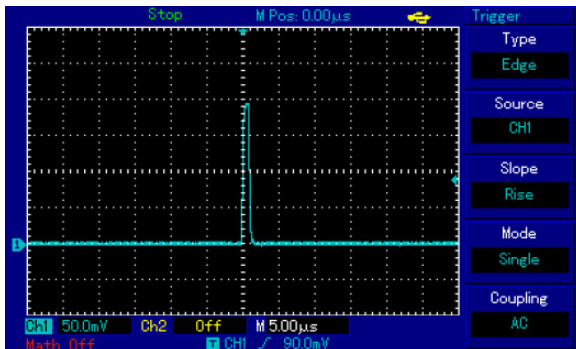 Stop M Pos: 0.00μs Trigger
Type
Edge
Source
CH1
Slope
Rise
Mode
Single
Coupling
AC
1
Ch1 50.0mV Ch2 Off M 5.00μs
Math Off T CH1 90.0mV